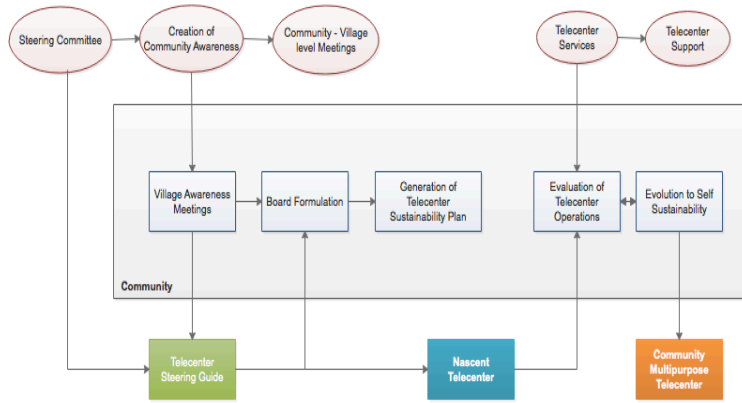 Steering Committee
Creation of
Community Awareness
Community - Village
level Meetings
Telecenter
Services
Telecenter
Support
Village Awareness
Meetings
Board Formulation
Generation of
Telecenter
Sustainability Plan
Evaluation of
Telecenter
Operations
Evolution to Self
Sustainability
Community
Telecenter
Steering Guide
Nascent
Telecenter
Community
Multipurpose
Telecenter